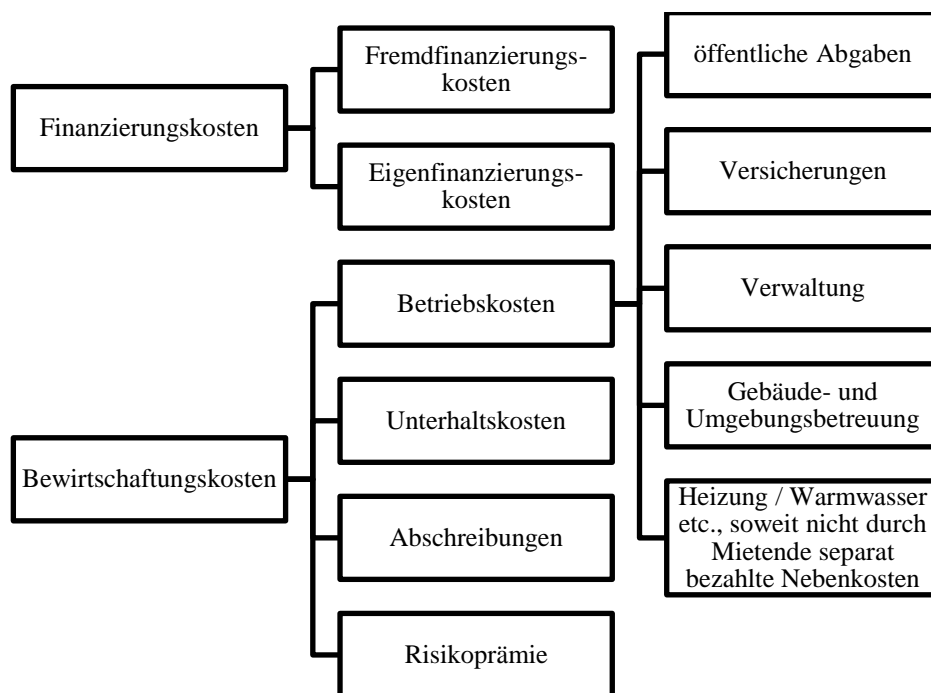 Finanzierungskosten
Fremdfinanzierungs-
kosten
Eigenfinanzierungs-
kosten
Bewirtschaftungskosten
Betriebskosten
Unterhaltskosten
Abschreibungen
Risikoprämie
öffentliche Abgaben
Versicherungen
Verwaltung
Gebäude- und
Umgebungsbetreuung
Heizung / Warmwasser
etc., soweit nicht durch
Mietende separat
bezahlte Nebenkosten